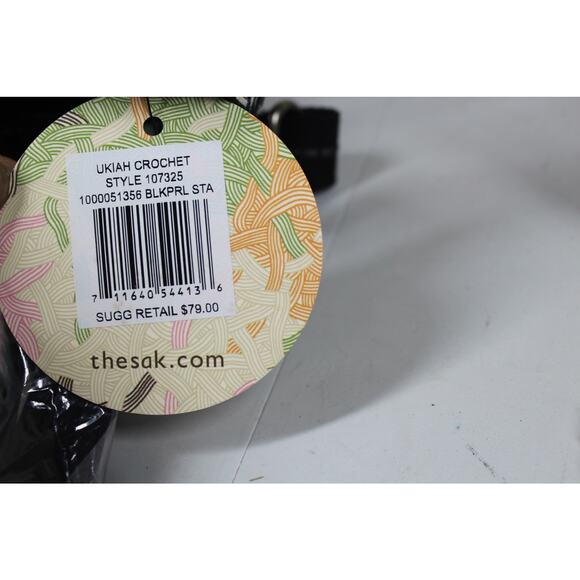 UKIAH CROCHET
STYLE 107325
1000051356 BLKPRL STA
7 11640 54413 6
SUGG RETAIL $79.00
thesak.com